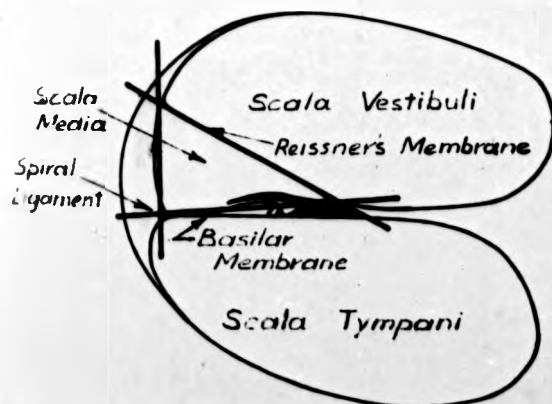 Scala
Media
Scala Vestibuli
Reissner's Membrane
Spiral
Ligament
Basilar
Membrane
Scala Tympani